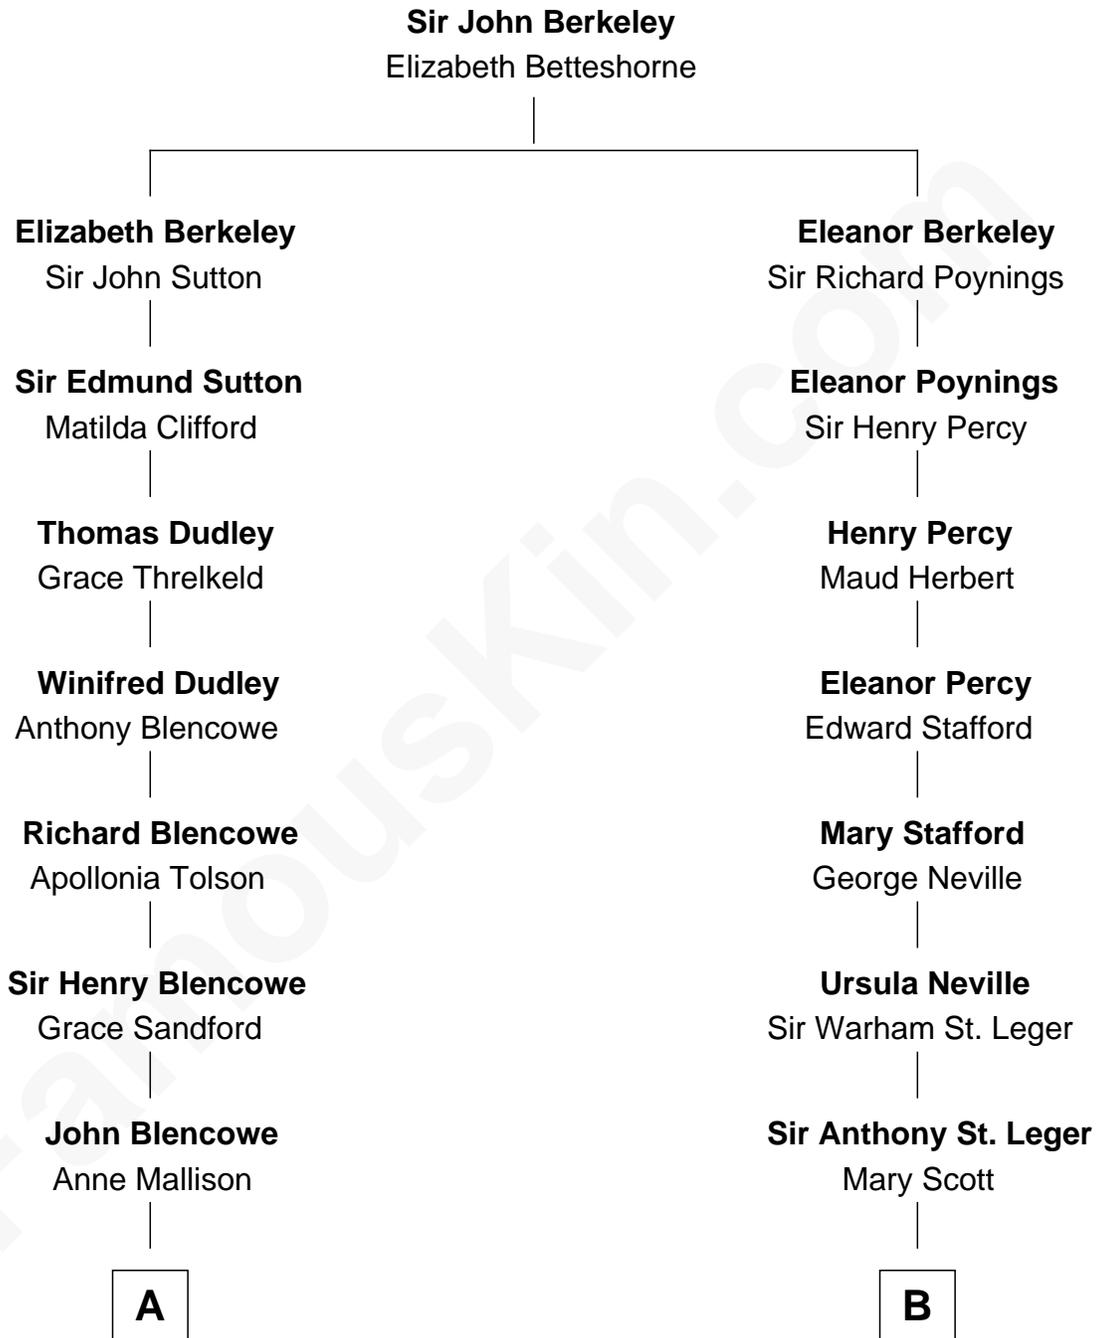 Sir John Berkeley
Elizabeth Betteshorne
Elizabeth Berkeley
Sir John Sutton
Eleanor Berkeley
Sir Richard Poynings
Sir Edmund Sutton
Matilda Clifford
Eleanor Poynings
Sir Henry Percy
Thomas Dudley
Grace Threlkeld
Henry Percy
Maud Herbert
Winifred Dudley
Anthony Blencowe
Eleanor Percy
Edward Stafford
Richard Blencowe
Apollonia Tolson
Mary Stafford
George Neville
Sir Henry Blencowe
Grace Sandford
Ursula Neville
Sir Warham St. Leger
John Blencowe
Anne Mallison
Sir Anthony St. Leger
Mary Scott
A
B
FamousKin.com